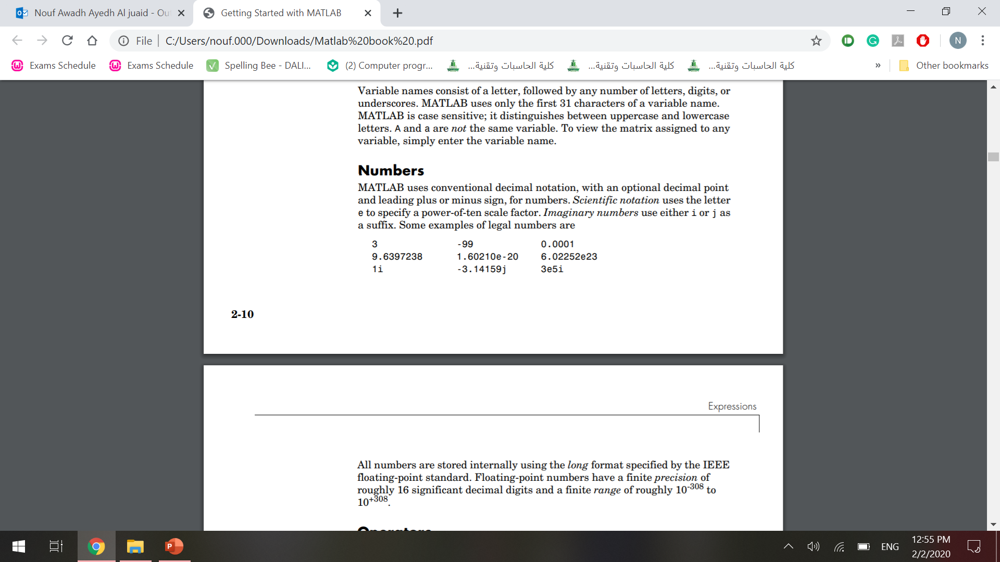 Nouf Awadh Ayedh Al juaid - Ou
Getting Started with MATLAB
File
C:/Users/nouf.000/Downloads/Matlab%20book%20.pdf
N
Exams Schedule
Exams Schedule
Spelling Bee - DALI...
(2) Computer progr...
كلية الحاسبات وتقنية...
كلية الحاسبات وتقنية...
كلية الحاسبات وتقنية...
»
Other bookmarks
Variable names consist of a letter, followed by any number of letters, digits, or
underscores. MATLAB uses only the first 31 characters of a variable name.
MATLAB is case sensitive; it distinguishes between uppercase and lowercase
letters. A and a are not the same variable. To view the matrix assigned to any
variable, simply enter the variable name.
Numbers
MATLAB uses conventional decimal notation, with an optional decimal point
and leading plus or minus sign, for numbers. Scientific notation uses the letter
e to specify a power-of-ten scale factor. Imaginary numbers use either i or j as
a suffix. Some examples of legal numbers are
3 -99 0.0001
9.6397238 1.60210e-20 6.02252e23
1i -3.14159j 3e5i
2-10
Expressions
All numbers are stored internally using the long format specified by the IEEE
floating-point standard. Floating-point numbers have a finite precision of
roughly 16 significant decimal digits and a finite range of roughly 10⁻³⁰⁸ to
10⁺³⁰⁸.
Operators
ENG
12:55 PM
2/2/2020